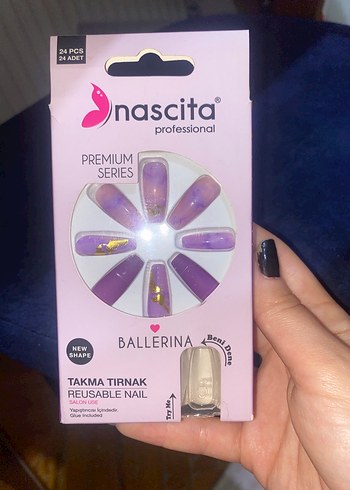 24 PCS
24 ADET
nascita®
professional
PREMIUM
SERIES
BALLERINA
NEW
SHAPE
Beni Dene
TAKMA TIRNAK
REUSABLE NAIL
SALON USE
Yapıştırıcı İçindedir
Glue included
Try Me